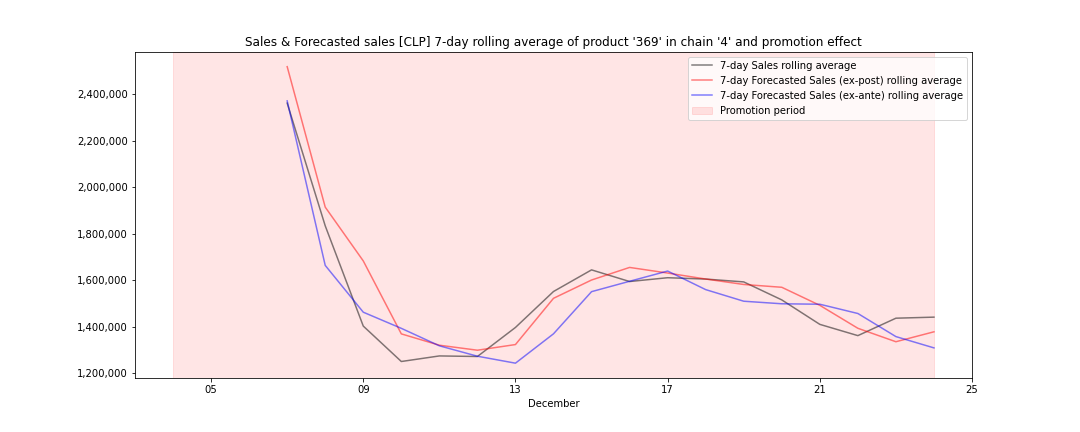 Sales & Forecasted sales [CLP] 7-day rolling average of product '369' in chain '4' and promotion effect
7-day Sales rolling average
7-day Forecasted Sales (ex-post) rolling average
7-day Forecasted Sales (ex-ante) rolling average
Promotion period
2,400,000
2,200,000
2,000,000
1,800,000
1,600,000
1,400,000
1,200,000
05 09 13 17 21 25
December